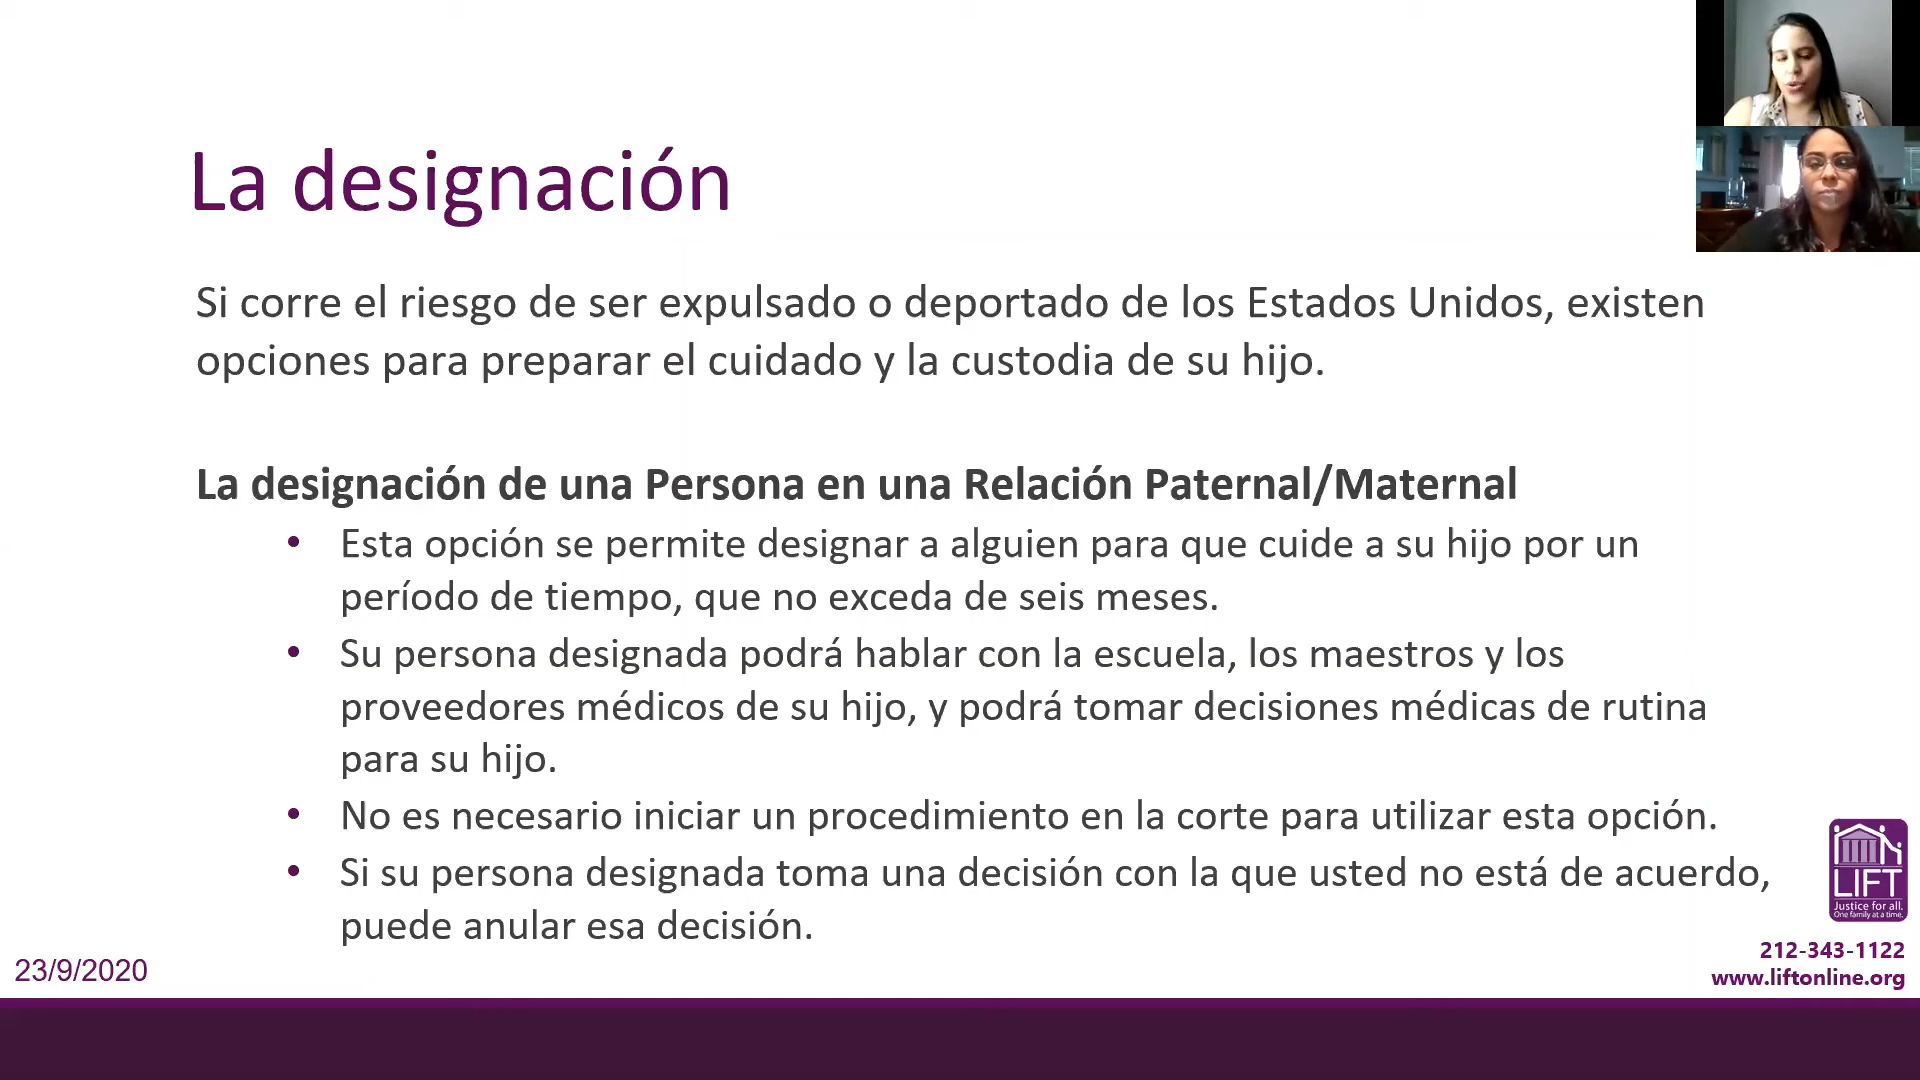 La designación
Si corre el riesgo de ser expulsado o deportado de los Estados Unidos, existen
opciones para preparar el cuidado y la custodia de su hijo.
La designación de una Persona en una Relación Paternal/Maternal
• Esta opción se permite designar a alguien para que cuide a su hijo por un
período de tiempo, que no exceda de seis meses.
• Su persona designada podrá hablar con la escuela, los maestros y los
proveedores médicos de su hijo, y podrá tomar decisiones médicas de rutina
para su hijo.
• No es necesario iniciar un procedimiento en la corte para utilizar esta opción.
• Si su persona designada toma una decisión con la que usted no está de acuerdo,
puede anular esa decisión.
LIFT
Justice for all.
One family at a time.
212-343-1122
www.liftonline.org
23/9/2020